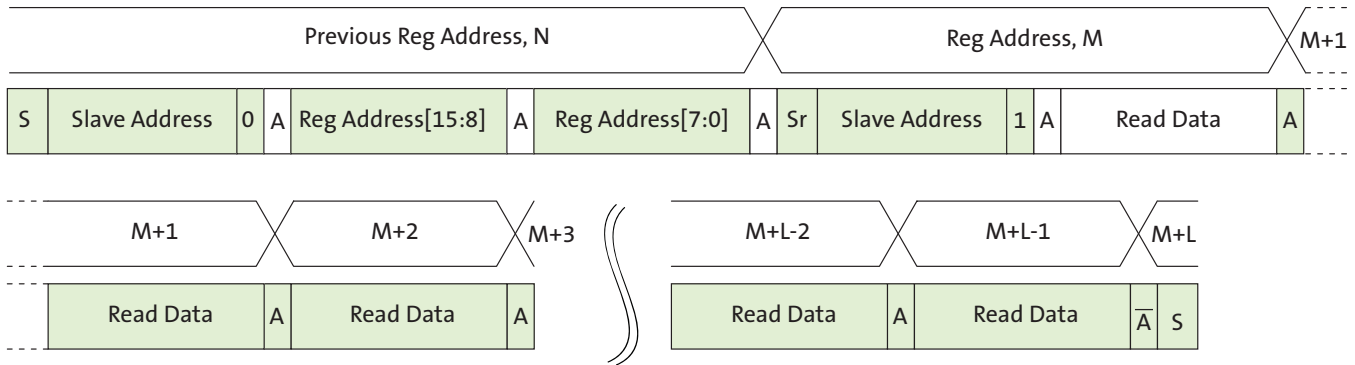 Previous Reg Address, N Reg Address, M M+1
S Slave Address 0 A Reg Address[15:8] A Reg Address[7:0] A Sr Slave Address 1 A Read Data A
M+1 M+2 M+3 M+L-2 M+L-1 M+L
Read Data A Read Data A Read Data A Read Data A̅ S